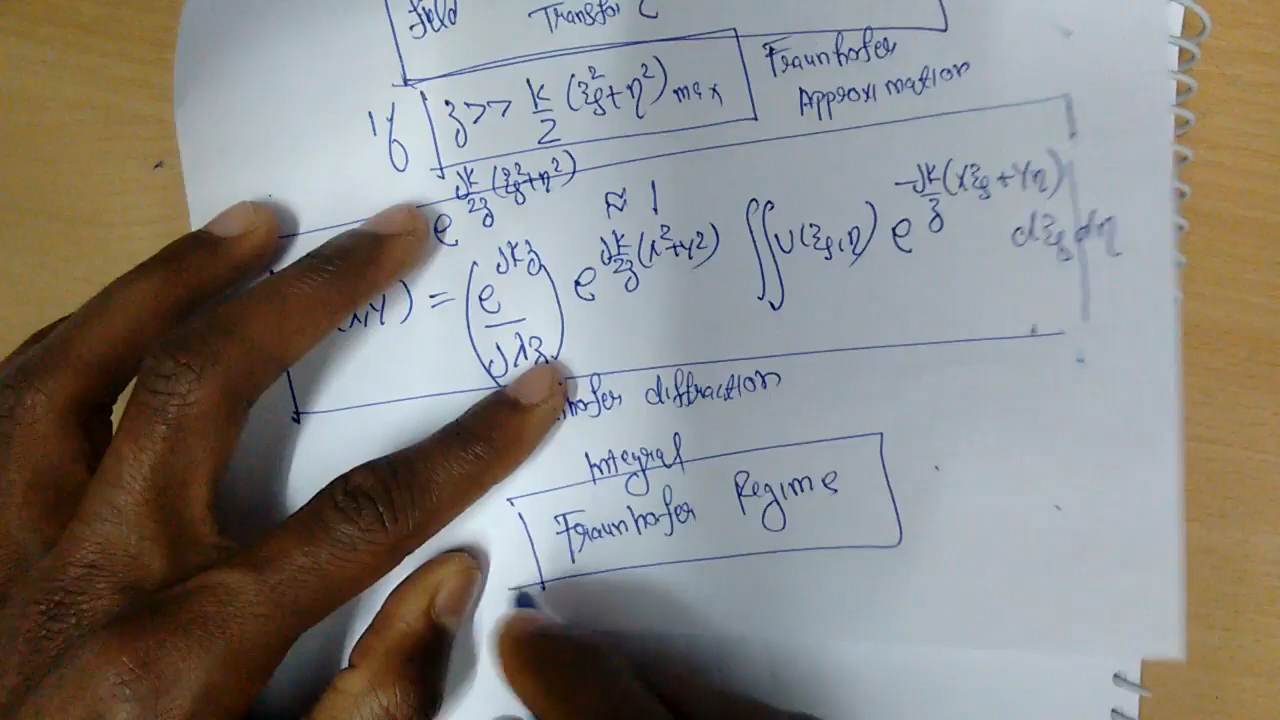 Field Transfor
if z >> k/2 (ξ² + η²) max Fraunhofer
Approximation
e^{jk/2z (ξ² + η²)} ≈ 1
(x,y) = (e^{jkz}/jλz) e^{jk/2z (x² + y²)} ∬ U(ξ,η) e^{-jk/z (xξ + yη)} dξ dη
hofer diffraction
Integral
Fraunhofer Regime